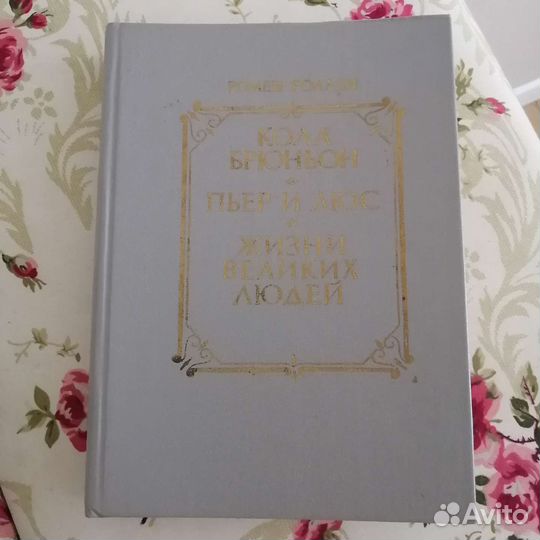 РОМЕН РОЛЛАН
КОЛА
БРЮНЬОН
ПЬЕР И ЛЮС
ЖИЗНИ
ВЕЛИКИХ
ЛЮДЕЙ
Avito